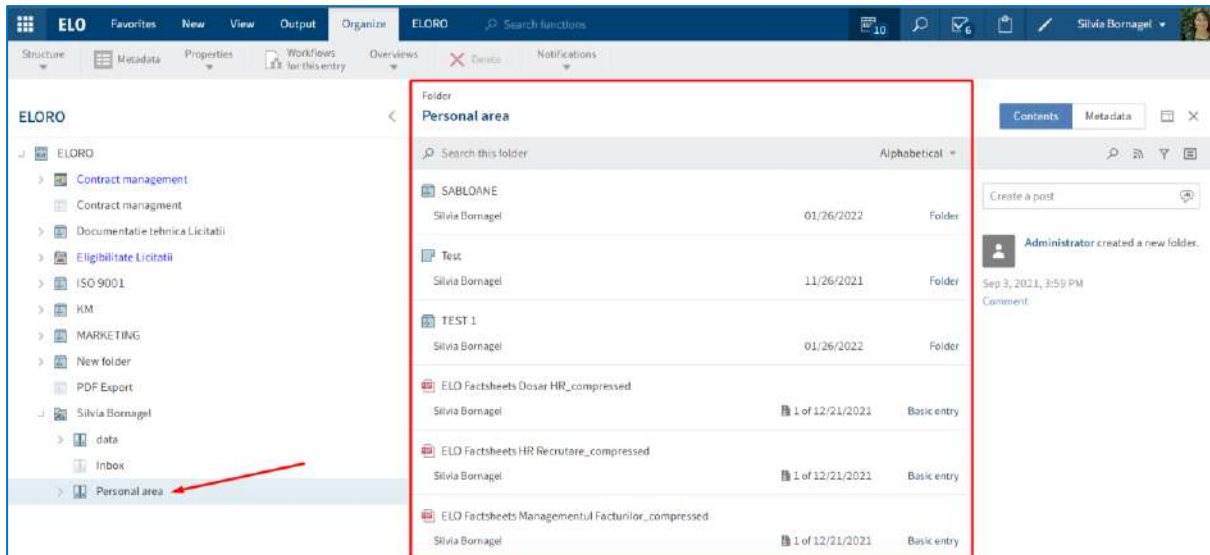 ELO Favorites New View Output Organize ELORO Search functions 10 6 Silvia Bornagel
Structure Metadata Properties Workflows for this entry Overviews Delete Notifications
ELORO
ELORO
Contract management
Contract managment
Documentatie tehnica Licitatii
Eligibilitate Licitatii
ISO 9001
KM
MARKETING
New folder
PDF Export
Silvia Bornagel
data
Inbox
Personal area
Folder
Personal area
Search this folder Alphabetical
SABLOANE
Silvia Bornagel 01/26/2022 Folder
Test
Silvia Bornagel 11/26/2021 Folder
TEST 1
Silvia Bornagel 01/26/2022 Folder
ELO Factsheets Dosar HR_compressed
Silvia Bornagel 1 of 12/21/2021 Basic entry
ELO Factsheets HR Recrutare_compressed
Silvia Bornagel 1 of 12/21/2021 Basic entry
ELO Factsheets Managementul Facturilor_compressed
Silvia Bornagel 1 of 12/21/2021 Basic entry
Contents Metadata
Create a post
Administrator created a new folder.
Sep 3, 2021, 3:59 PM
Comment